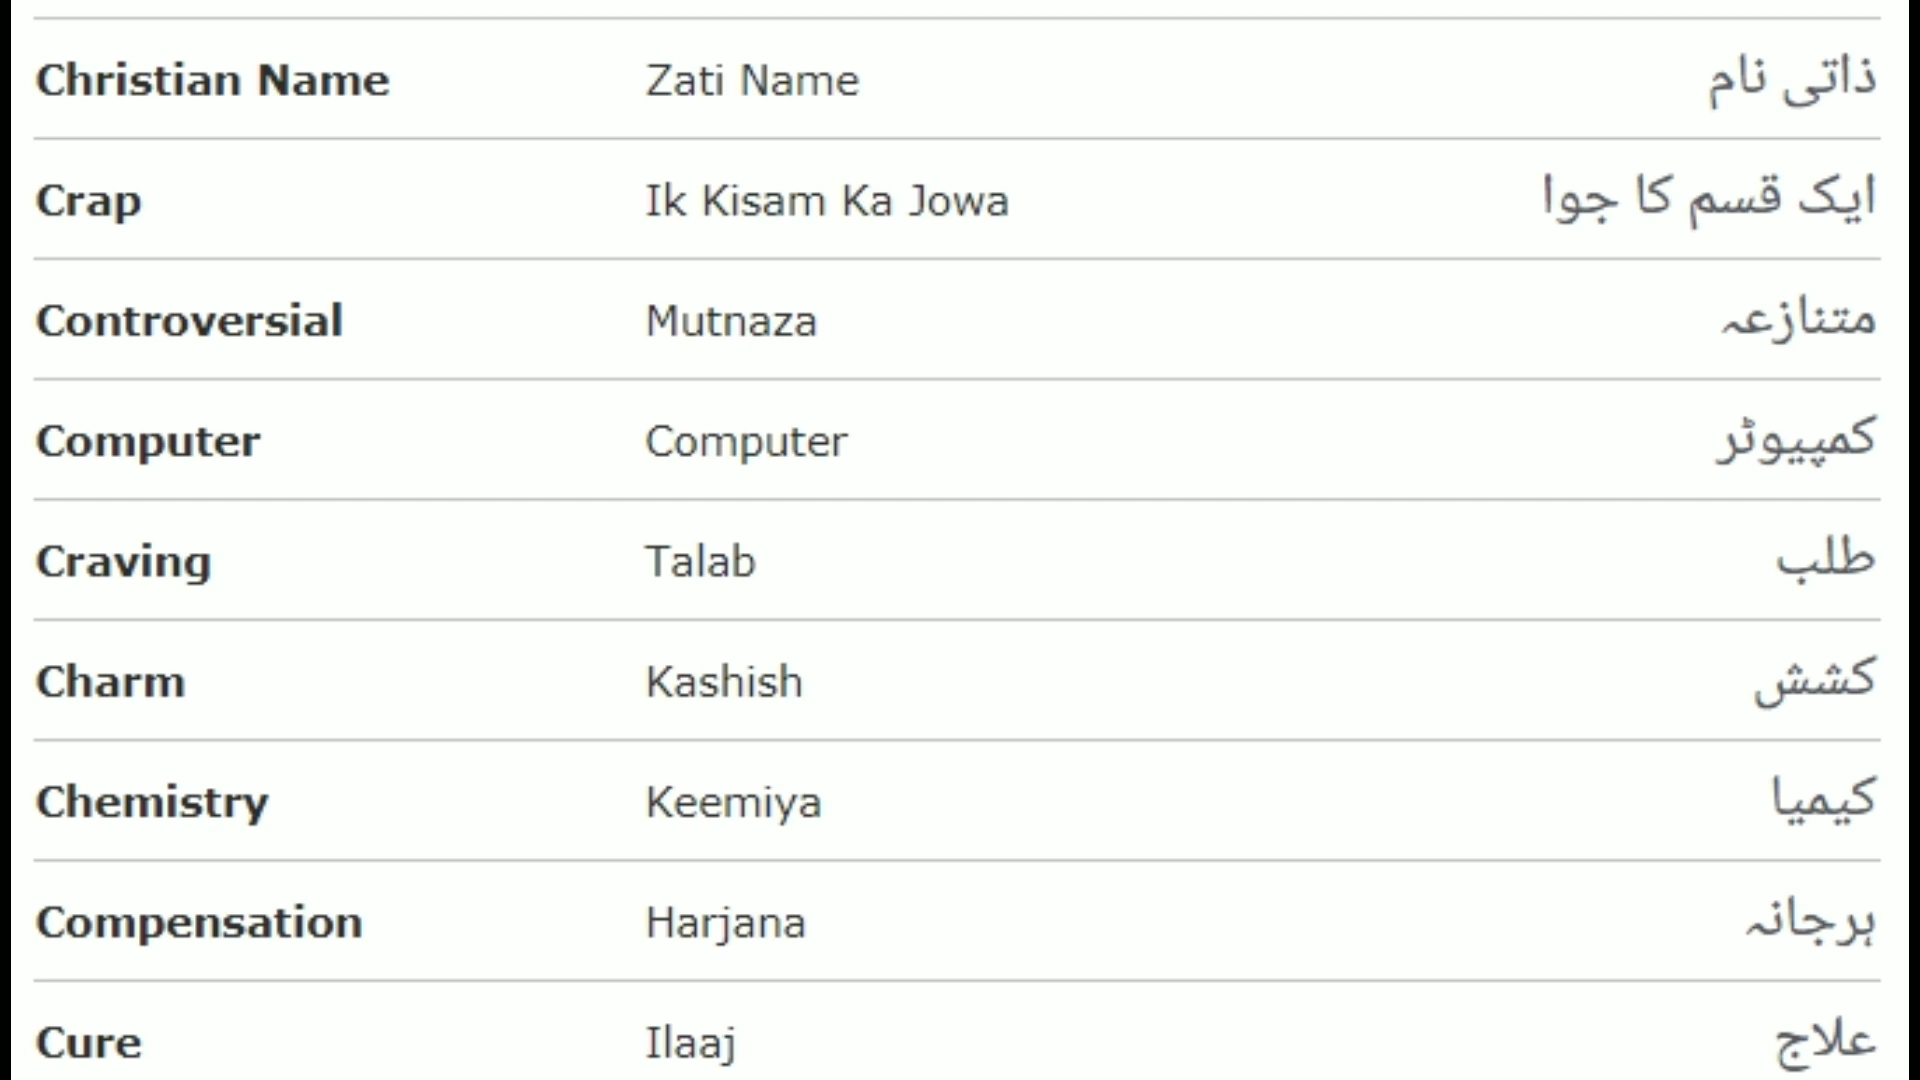 Christian Name Zati Name ذاتی نام
Crap Ik Kisam Ka Jowa ایک قسم کا جوا
Controversial Mutnaza متنازعہ
Computer Computer کمپیوٹر
Craving Talab طلب
Charm Kashish کشش
Chemistry Keemiya کیمیا
Compensation Harjana ہرجانہ
Cure Ilaaj علاج